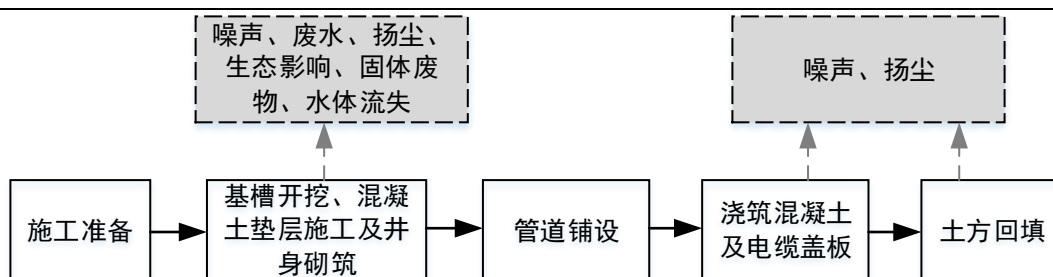 噪声、废水、扬尘、
生态影响、固体废
物、水体流失
噪声、扬尘
施工准备
基槽开挖、混凝
土垫层施工及井
身砌筑
管道铺设
浇筑混凝土
及电缆盖板
土方回填